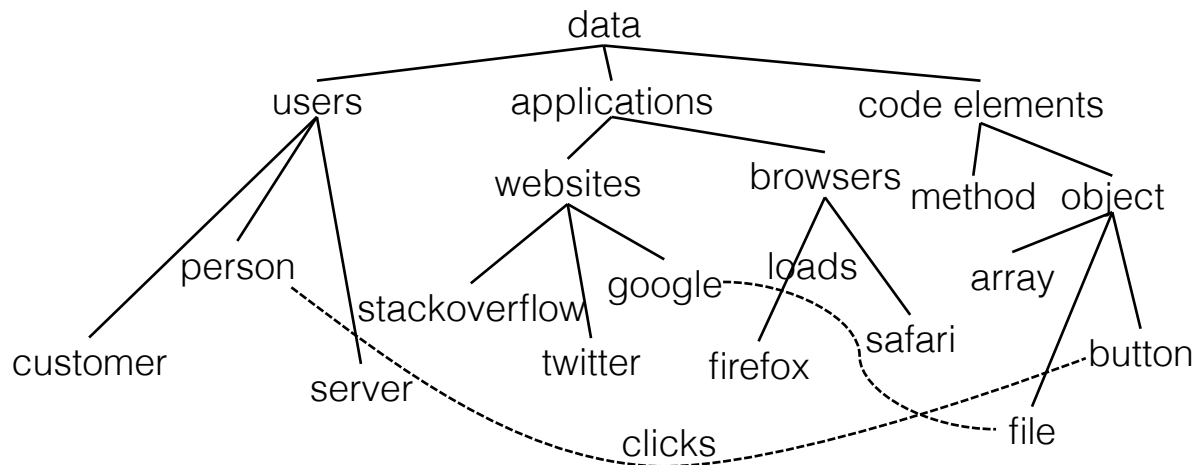 data
users
applications
code elements
websites
browsers
method
object
person
stackoverflow
google
loads
array
customer
server
twitter
firefox
safari
button
clicks
file